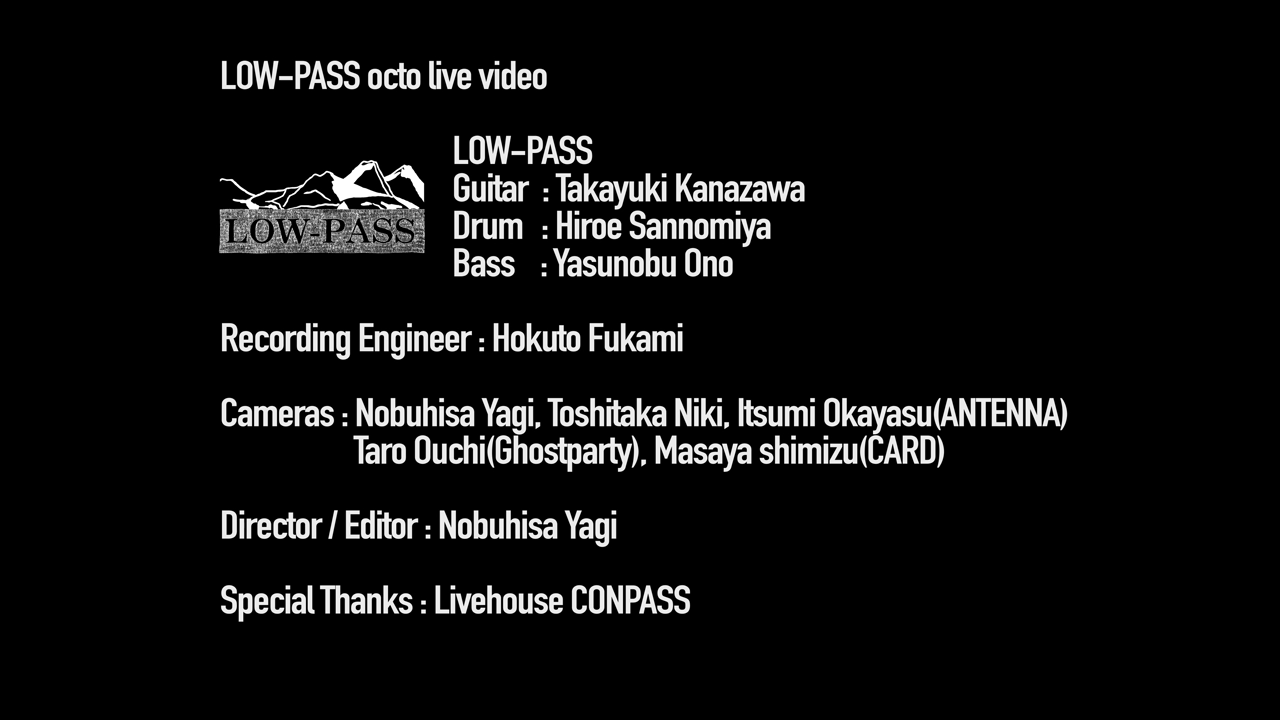 LOW-PASS octo live video
LOW-PASS
LOW-PASS
Guitar : Takayuki Kanazawa
Drum : Hiroe Sannomiya
Bass : Yasunobu Ono
Recording Engineer : Hokuto Fukami
Cameras : Nobuhisa Yagi, Toshitaka Niki, Itsumi Okayasu(ANTENNA)
Taro Ouchi(Ghostparty), Masaya shimizu(CARD)
Director / Editor : Nobuhisa Yagi
Special Thanks : Livehouse CONPASS